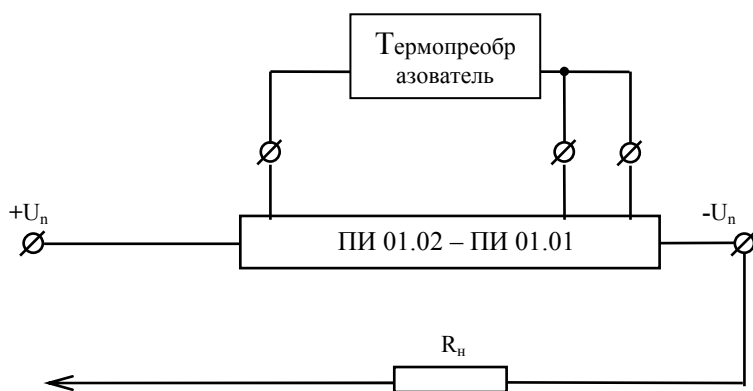 Термопреобр
азователь
+Uп
-Uп
ПИ 01.02 – ПИ 01.01
Rн